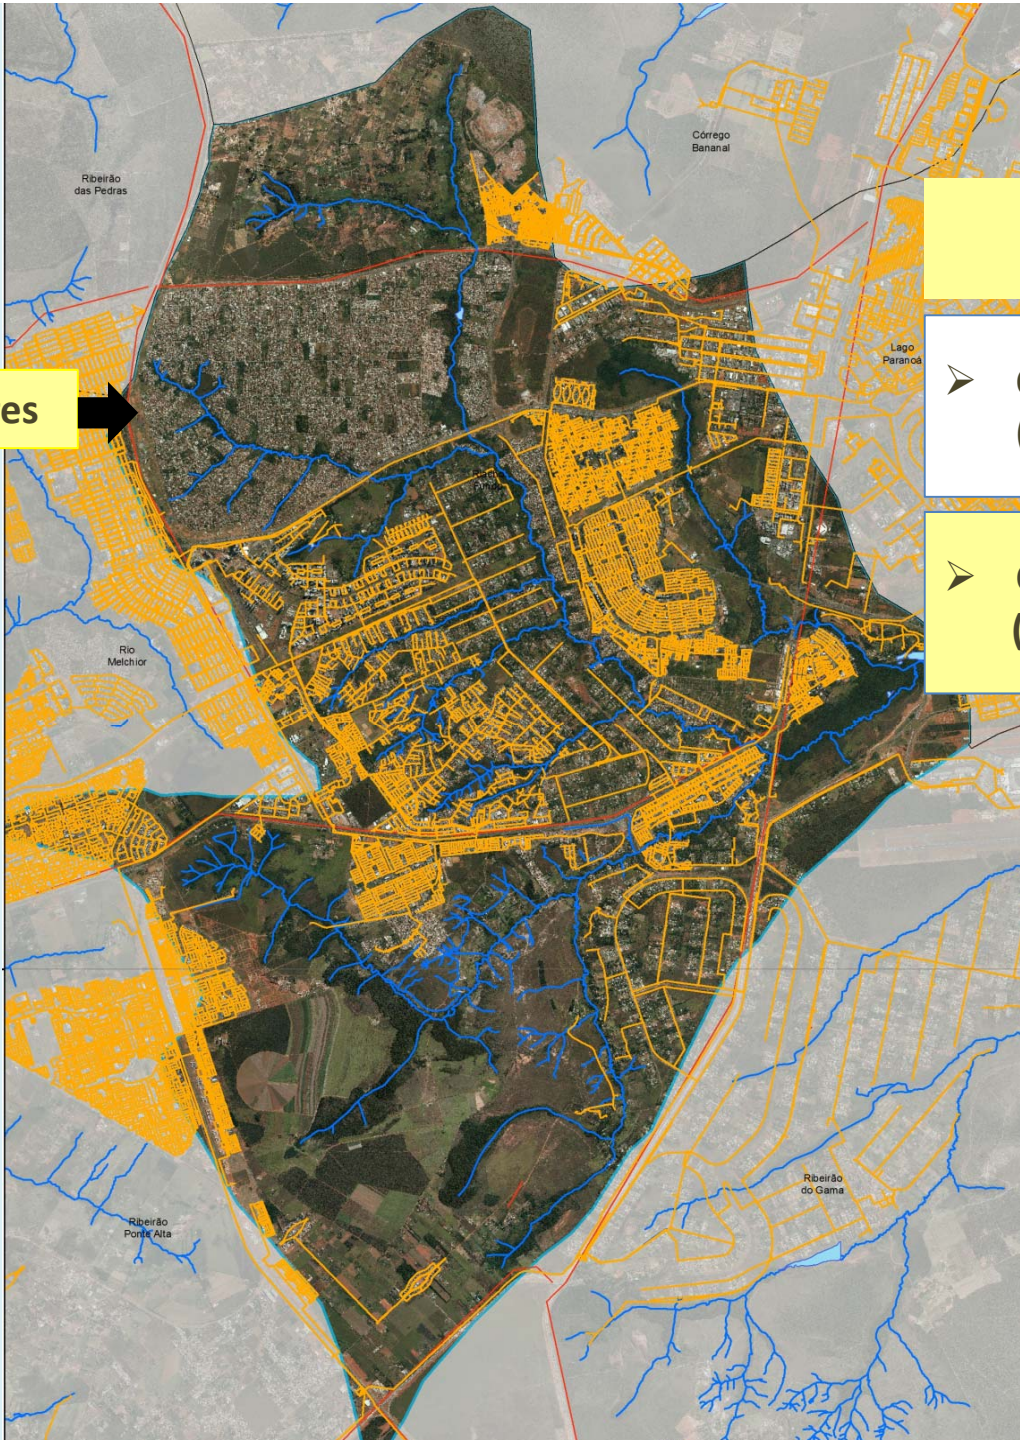 Córrego
Bananal
Ribeirão
das Pedras
Lago
Paranoá
es
➢
(
➢
(
Rio
Melchior
Ribeirão
do Gama
Ribeirão
Ponte Alta